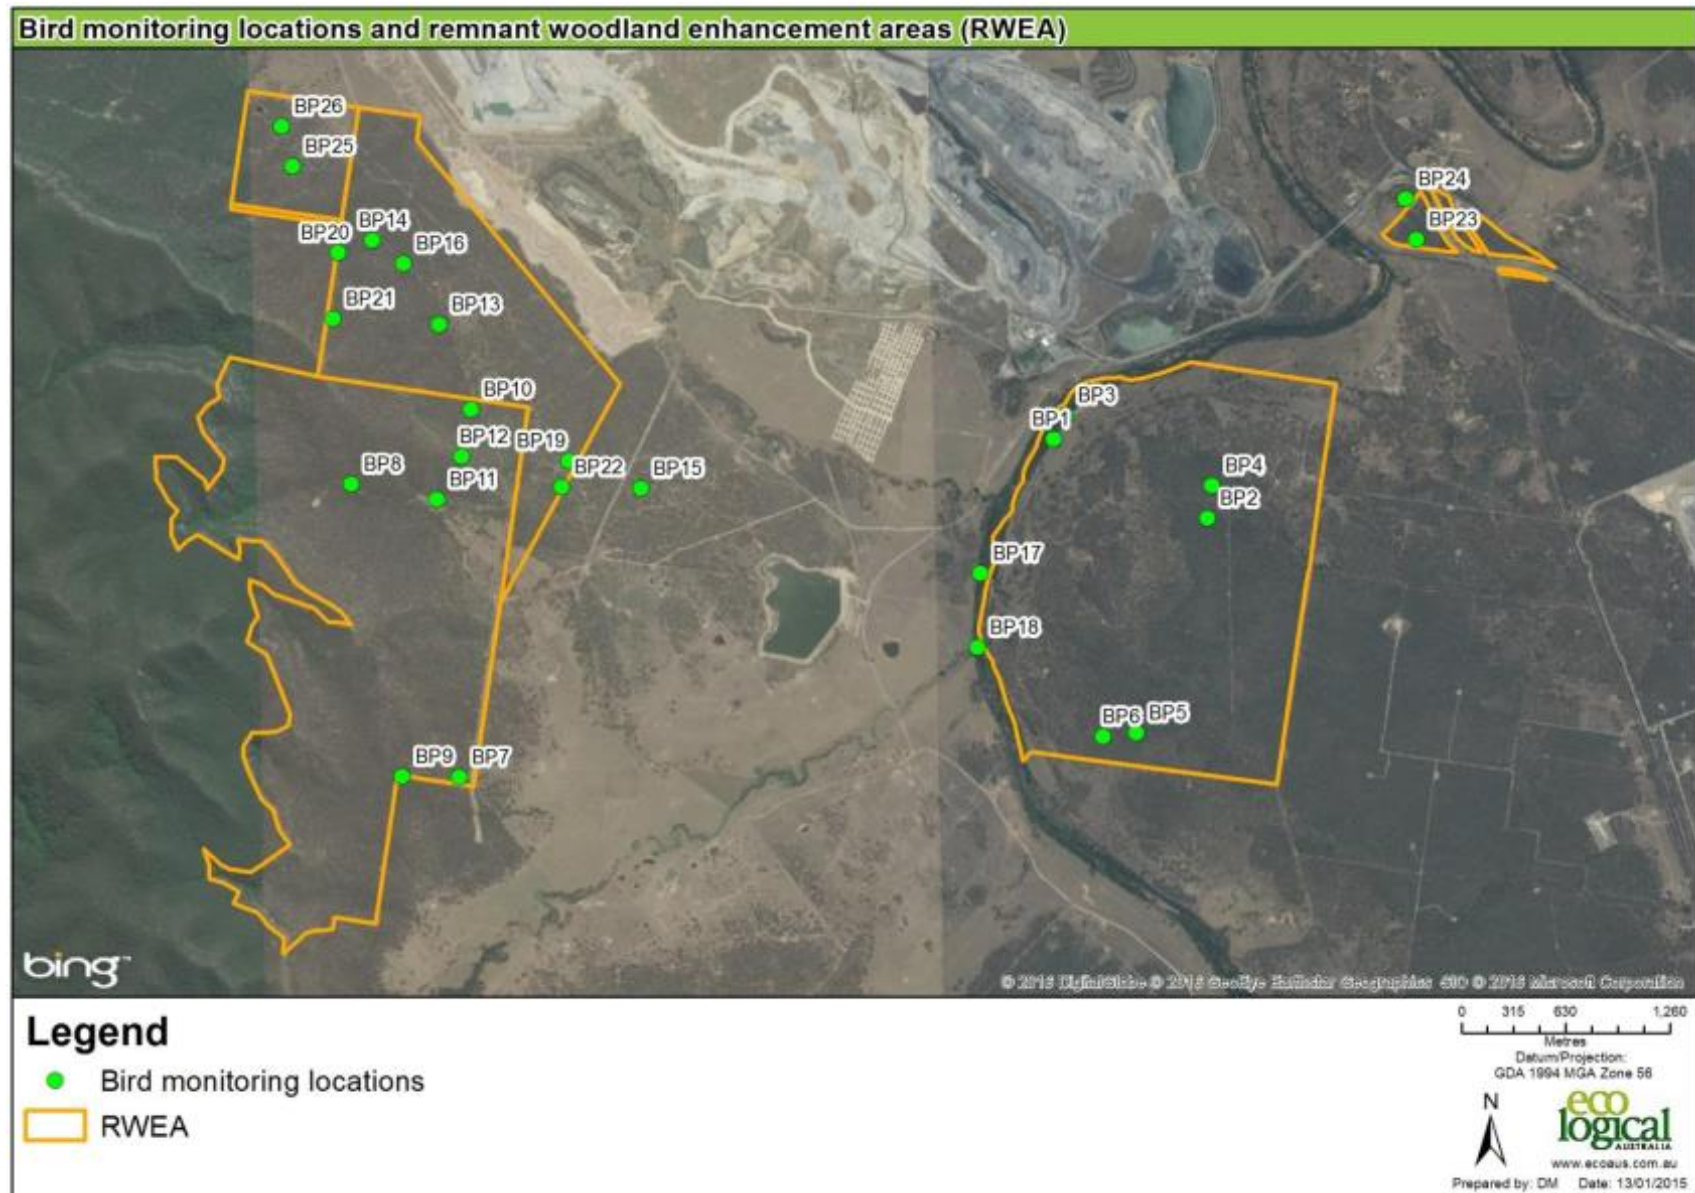 Bird monitoring locations and remnant woodland enhancement areas (RWEA)
BP26
BP25
BP24
BP23
BP14
BP20
BP16
BP21
BP13
BP10
BP3
BP1
BP12
BP19
BP8
BP22
BP15
BP11
BP4
BP2
BP17
BP18
BP6
BP5
BP9
BP7
bing™
Legend
Bird monitoring locations
RWEA
0 315 630 1,260
Metres
Datum/Projection:
GDA 1994 MGA Zone 56
N
eco
logical
AUSTRALIA
www.ecoaus.com.au
Prepared by: DM Date: 13/01/2015